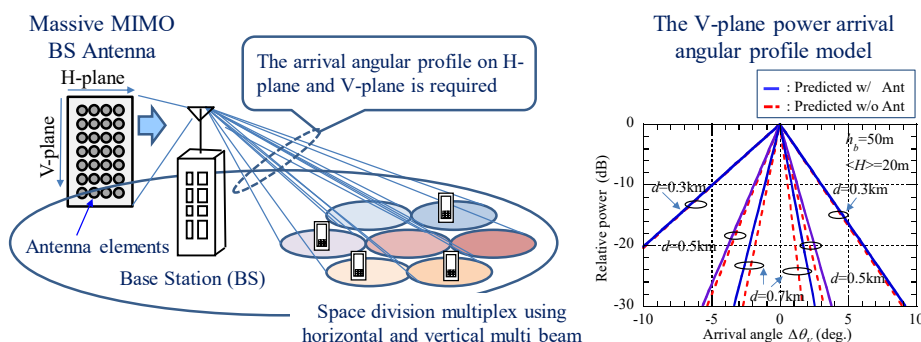 Massive MIMO
BS Antenna
H-plane
V-plane
Antenna elements
Base Station (BS)
The arrival angular profile on H-
plane and V-plane is required
Space division multiplex using
horizontal and vertical multi beam
The V-plane power arrival
angular profile model
: Predicted w/ Ant
: Predicted w/o Ant
Relative power (dB)
0
-10
-20
-30
h_b=50m
<H>=20m
d=0.3km
d=0.3km
d=0.5km
d=0.5km
d=0.7km
-10
-5
0
5
10
Arrival angle Δθ_V (deg.)